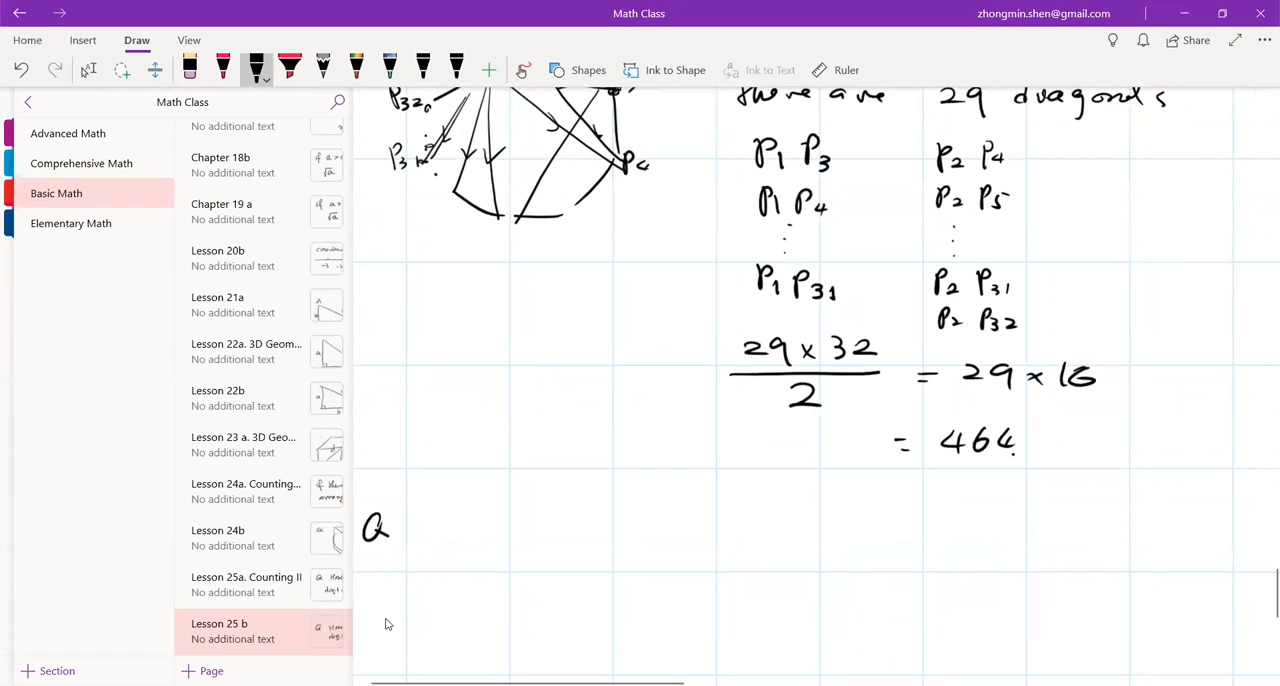 Math Class
zhongmin.shen@gmail.com
Home
Insert
Draw
View
Share
Shapes
Ink to Shape
Ink to Text
Ruler
Math Class
Advanced Math
Comprehensive Math
Basic Math
Elementary Math
Section
No additional text
Chapter 18b
No additional text
Chapter 19 a
No additional text
Lesson 20b
No additional text
Lesson 21a
No additional text
Lesson 22a. 3D Geom...
No additional text
Lesson 22b
No additional text
Lesson 23 a. 3D Geo...
No additional text
Lesson 24a. Counting...
No additional text
Lesson 24b
No additional text
Lesson 25a. Counting II
No additional text
Lesson 25 b
No additional text
Page
P32
P31
P4
there are 29 diagonals
P1 P3 P2 P4
P1 P4 P2 P5
P1 P31 P2 P31
P2 P32
29 × 32
2
= 29 × 16
= 464.
Q